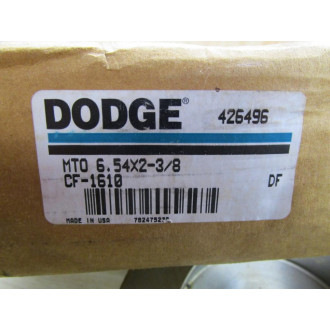 DODGE® 426496
MTO 6.54X2-3/8
CF-1610 DF
MADE IN USA